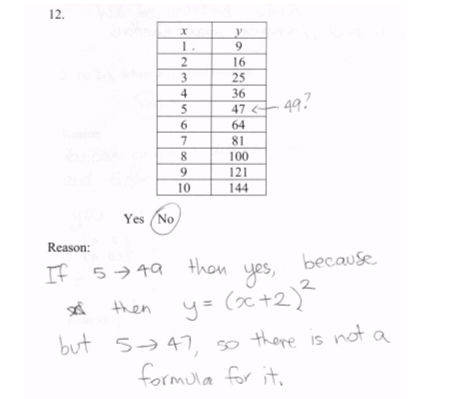 12.
x y
1. 9
2 16
3 25
4 36
5 47 ← 49?
6 64
7 81
8 100
9 121
10 144
Yes No
Reason:
If 5 → 49 then yes, because
then y = (x+2)²
but 5 → 47, so there is not a
formula for it.